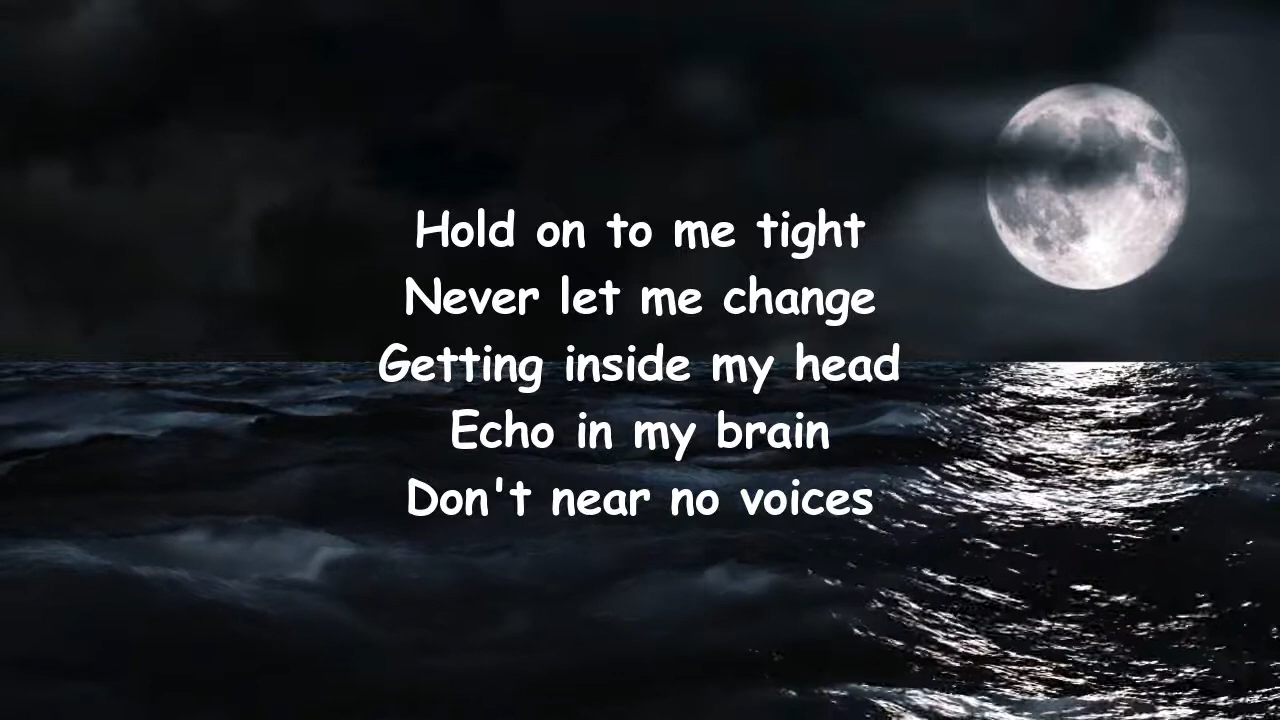 Hold on to me tight
Never let me change
Getting inside my head
Echo in my brain
Don't near no voices